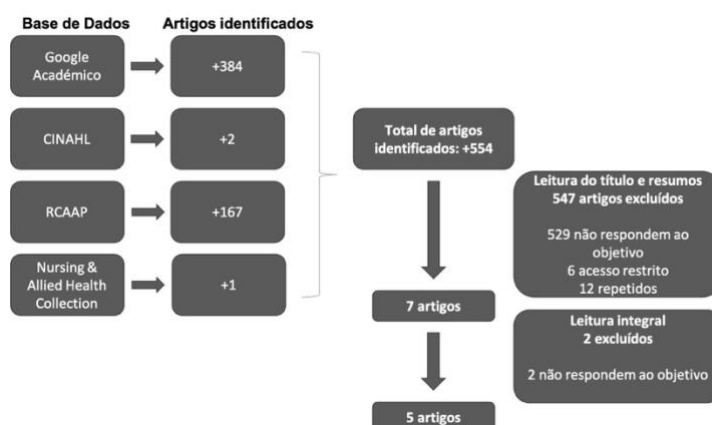 Base de Dados
Artigos identificados
Google
Académico
+384
CINAHL
+2
RCAAP
+167
Nursing &
Allied Health
Collection
+1
Total de artigos
identificados: +554
Leitura do título e resumos
547 artigos excluídos
529 não respondem ao
objetivo
6 acesso restrito
12 repetidos
7 artigos
Leitura integral
2 excluídos
2 não respondem ao objetivo
5 artigos